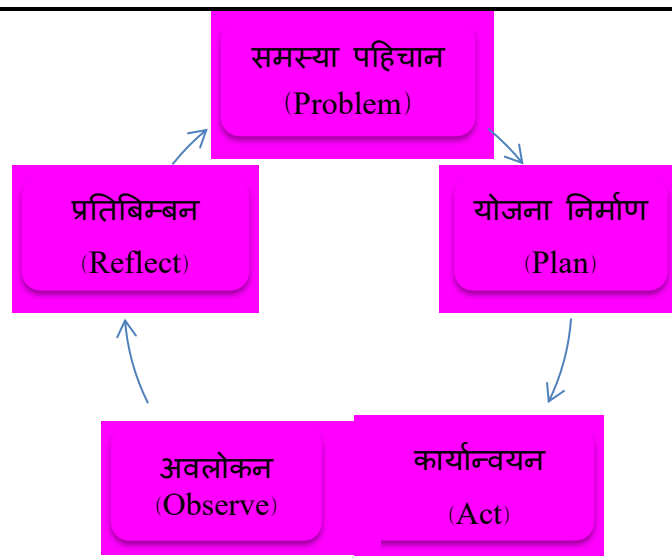 समस्या पहिचान
(Problem)
प्रतिबिम्बन
(Reflect)
योजना निर्माण
(Plan)
अवलोकन
(Observe)
कार्यान्वयन
(Act)